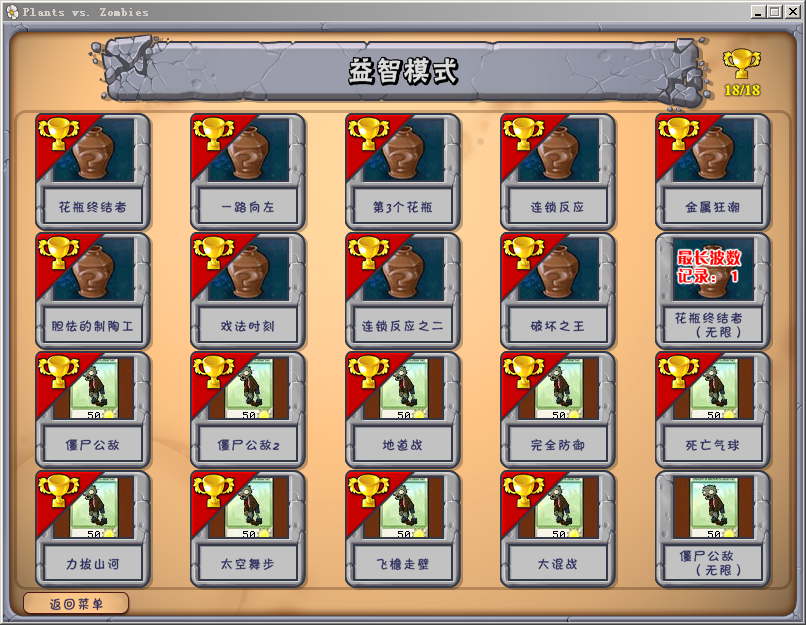 Plants vs. Zombies
益智模式
18/18
花瓶终结者
一路向左
第3个花瓶
连锁反应
金属狂潮
胆怯的制陶工
戏法时刻
连锁反应之二
破坏之王
最长波数
记录：1
花瓶终结者
（无限）
50
50
50
50
50
僵尸公敌
僵尸公敌2
地道战
完全防御
死亡气球
50
50
50
50
50
力拔山河
太空舞步
飞檐走壁
大混战
僵尸公敌
（无限）
返回菜单